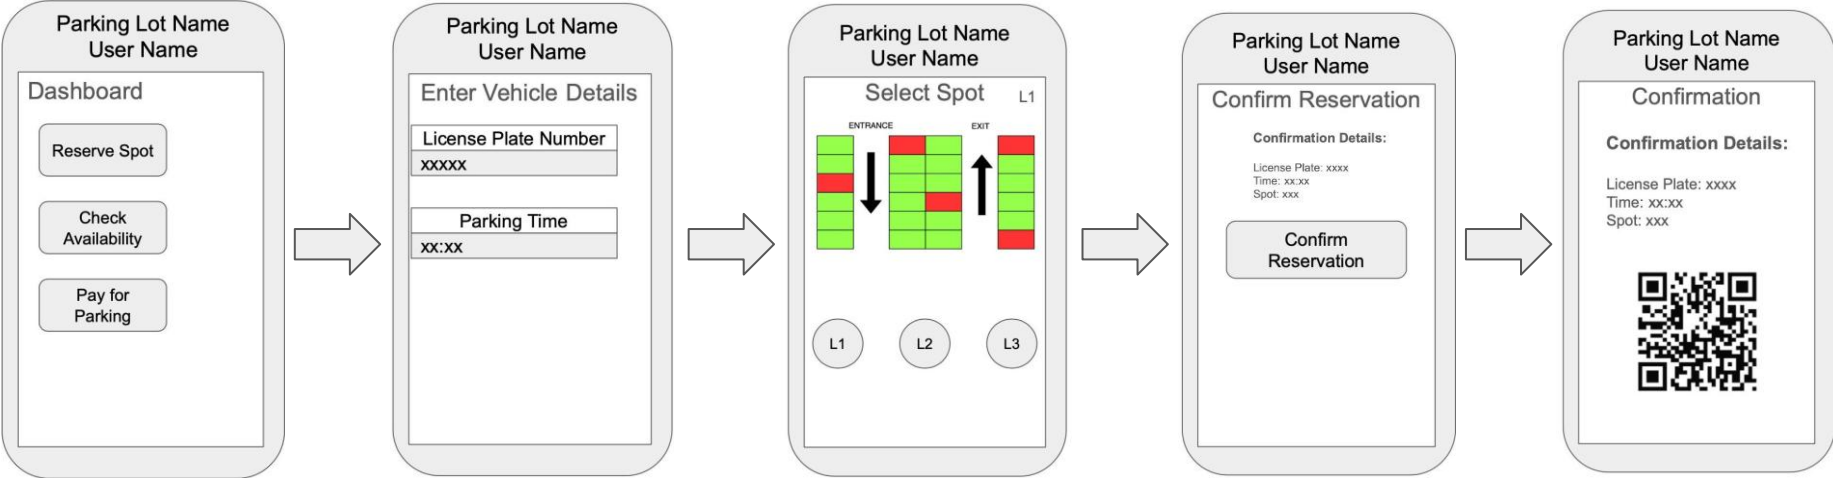 Parking Lot Name
User Name
Dashboard
Reserve Spot
Check
Availability
Pay for
Parking
Parking Lot Name
User Name
Enter Vehicle Details
License Plate Number
xxxxx
Parking Time
xx:xx
Parking Lot Name
User Name
Select Spot L1
ENTRANCE EXIT
L1 L2 L3
Parking Lot Name
User Name
Confirm Reservation
Confirmation Details:
License Plate: xxxx
Time: xx:xx
Spot: xxx
Confirm
Reservation
Parking Lot Name
User Name
Confirmation
Confirmation Details:
License Plate: xxxx
Time: xx:xx
Spot: xxx